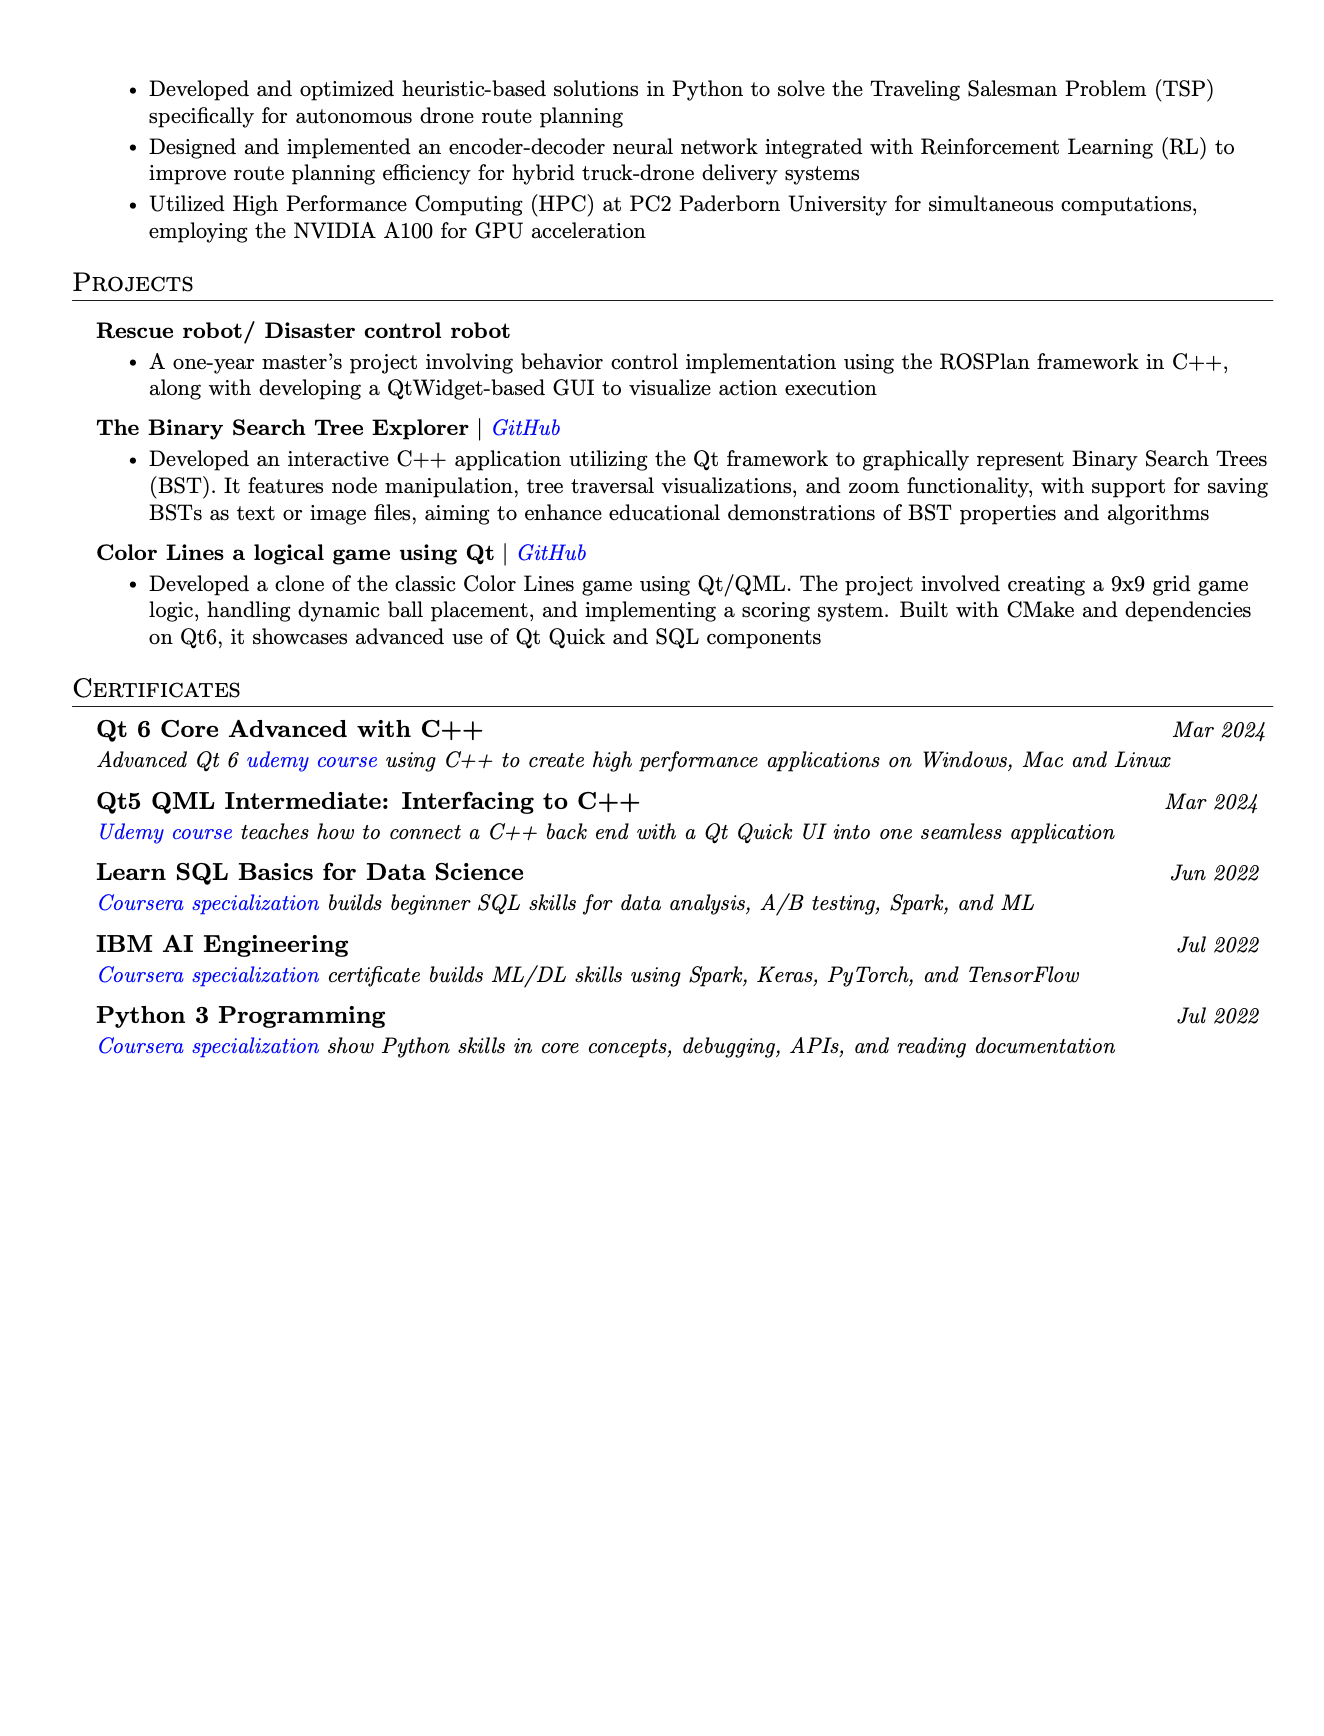 • Developed and optimized heuristic-based solutions in Python to solve the Traveling Salesman Problem (TSP)
specifically for autonomous drone route planning
• Designed and implemented an encoder-decoder neural network integrated with Reinforcement Learning (RL) to
improve route planning efficiency for hybrid truck-drone delivery systems
• Utilized High Performance Computing (HPC) at PC2 Paderborn University for simultaneous computations,
employing the NVIDIA A100 for GPU acceleration
Projects
Rescue robot/ Disaster control robot
• A one-year master's project involving behavior control implementation using the ROSPlan framework in C++,
along with developing a QtWidget-based GUI to visualize action execution
The Binary Search Tree Explorer | GitHub
• Developed an interactive C++ application utilizing the Qt framework to graphically represent Binary Search Trees
(BST). It features node manipulation, tree traversal visualizations, and zoom functionality, with support for saving
BSTs as text or image files, aiming to enhance educational demonstrations of BST properties and algorithms
Color Lines a logical game using Qt | GitHub
• Developed a clone of the classic Color Lines game using Qt/QML. The project involved creating a 9x9 grid game
logic, handling dynamic ball placement, and implementing a scoring system. Built with CMake and dependencies
on Qt6, it showcases advanced use of Qt Quick and SQL components
Certificates
Qt 6 Core Advanced with C++ Mar 2024
Advanced Qt 6 udemy course using C++ to create high performance applications on Windows, Mac and Linux
Qt5 QML Intermediate: Interfacing to C++ Mar 2024
Udemy course teaches how to connect a C++ back end with a Qt Quick UI into one seamless application
Learn SQL Basics for Data Science Jun 2022
Coursera specialization builds beginner SQL skills for data analysis, A/B testing, Spark, and ML
IBM AI Engineering Jul 2022
Coursera specialization certificate builds ML/DL skills using Spark, Keras, PyTorch, and TensorFlow
Python 3 Programming Jul 2022
Coursera specialization show Python skills in core concepts, debugging, APIs, and reading documentation